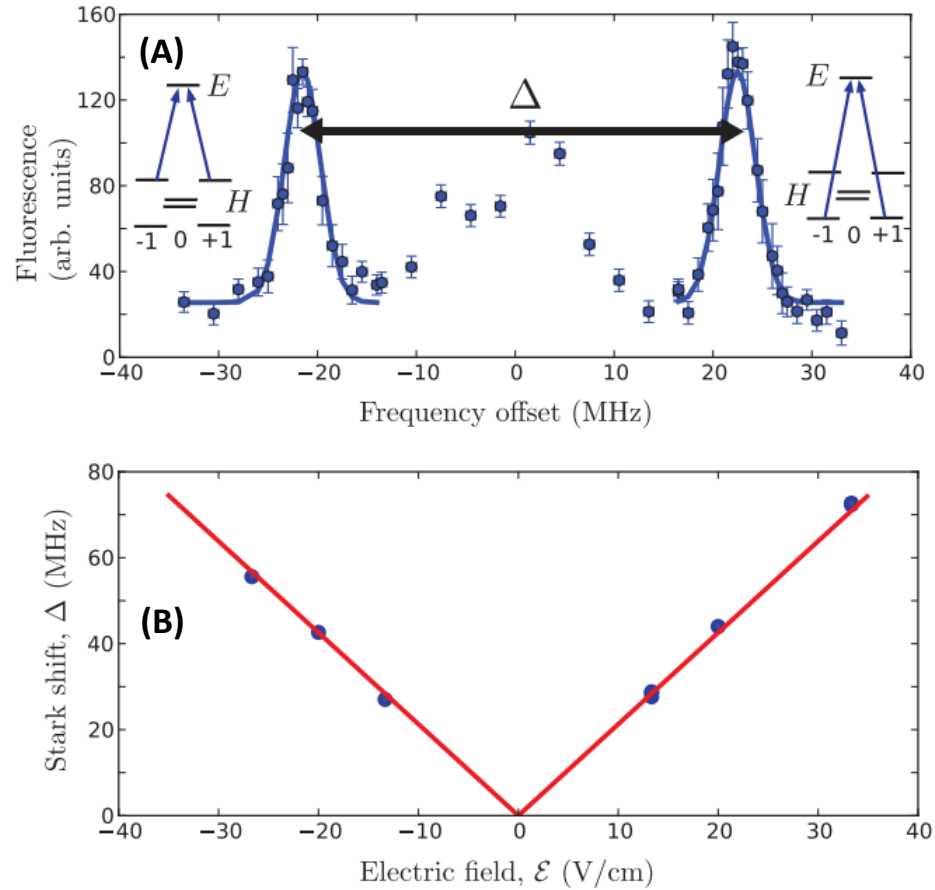 (A)
160
120
80
40
0
Fluorescence
(arb. units)
E
H
-1 0 +1
Δ
E
H
-1 0 +1
−40 −30 −20 −10 0 10 20 30 40
Frequency offset (MHz)
(B)
80
60
40
20
0
Stark shift, Δ (MHz)
−40 −30 −20 −10 0 10 20 30 40
Electric field, ℰ (V/cm)